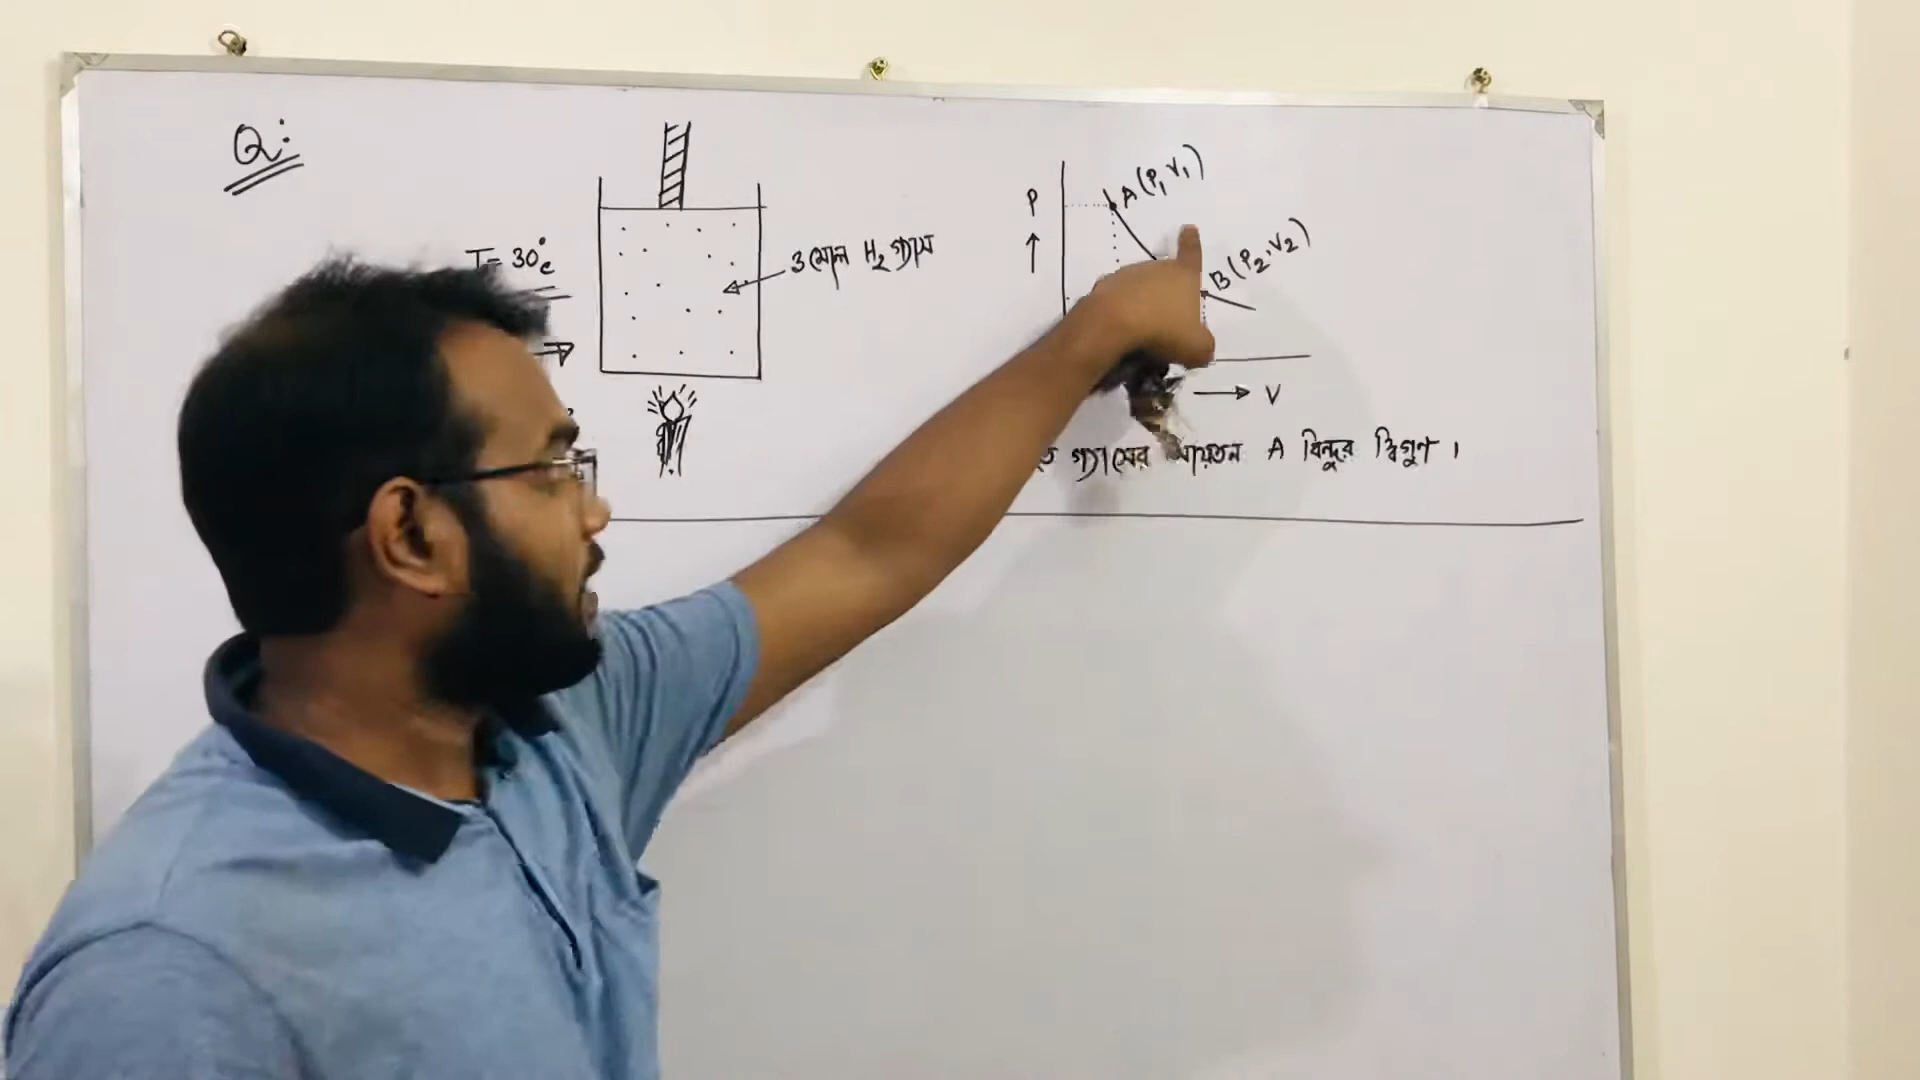 Q:
T = 30°c
3 মোল H₂ গ্যাস
P
A (P₁ V₁)
B (P₂, V₂)
V
গ্যাসের আয়তন A বিন্দুর দ্বিগুণ ।